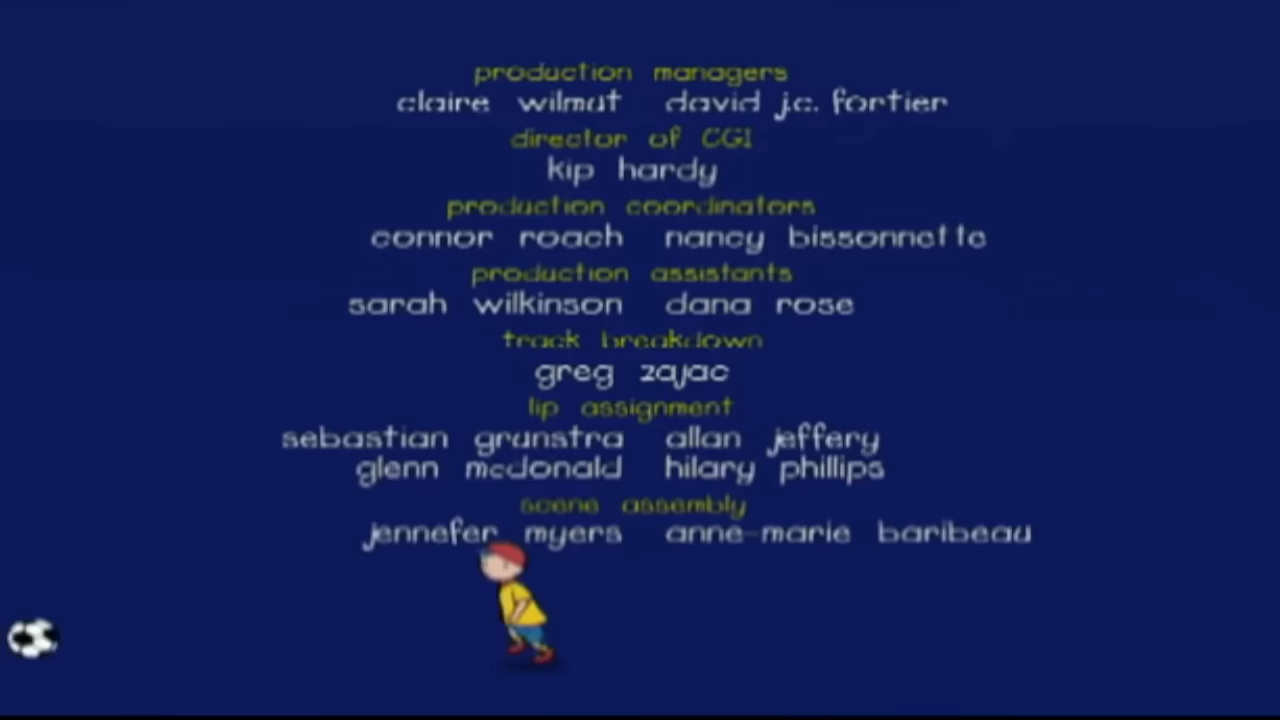 production managers
claire wilmut david j.c. fortier
director of CGI
kip hardy
production coordinators
connor roach nancy bissonnette
production assistants
sarah wilkinson dana rose
track breakdown
greg zajac
lip assignment
sebastian grunstra allan jeffery
glenn mcdonald hilary phillips
scene assembly
jennefer myers anne-marie baribeau